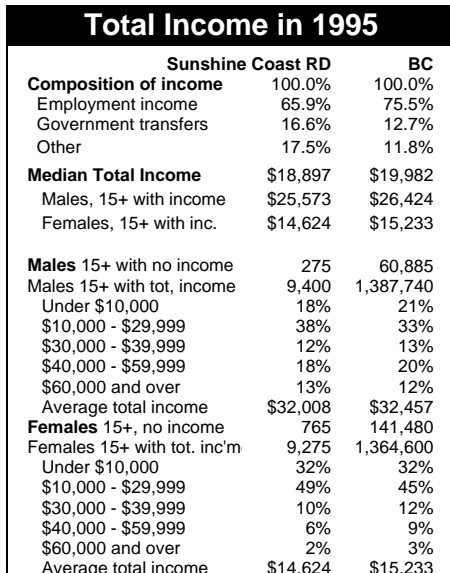 Total Income in 1995
Sunshine Coast RD BC
Composition of income 100.0% 100.0%
Employment income 65.9% 75.5%
Government transfers 16.6% 12.7%
Other 17.5% 11.8%
Median Total Income $18,897 $19,982
Males, 15+ with income $25,573 $26,424
Females, 15+ with inc. $14,624 $15,233
Males 15+ with no income 275 60,885
Males 15+ with tot, income 9,400 1,387,740
Under $10,000 18% 21%
$10,000 - $29,999 38% 33%
$30,000 - $39,999 12% 13%
$40,000 - $59,999 18% 20%
$60,000 and over 13% 12%
Average total income $32,008 $32,457
Females 15+, no income 765 141,480
Females 15+ with tot. inc'm 9,275 1,364,600
Under $10,000 32% 32%
$10,000 - $29,999 49% 45%
$30,000 - $39,999 10% 12%
$40,000 - $59,999 6% 9%
$60,000 and over 2% 3%
Average total income $14,624 $15,233